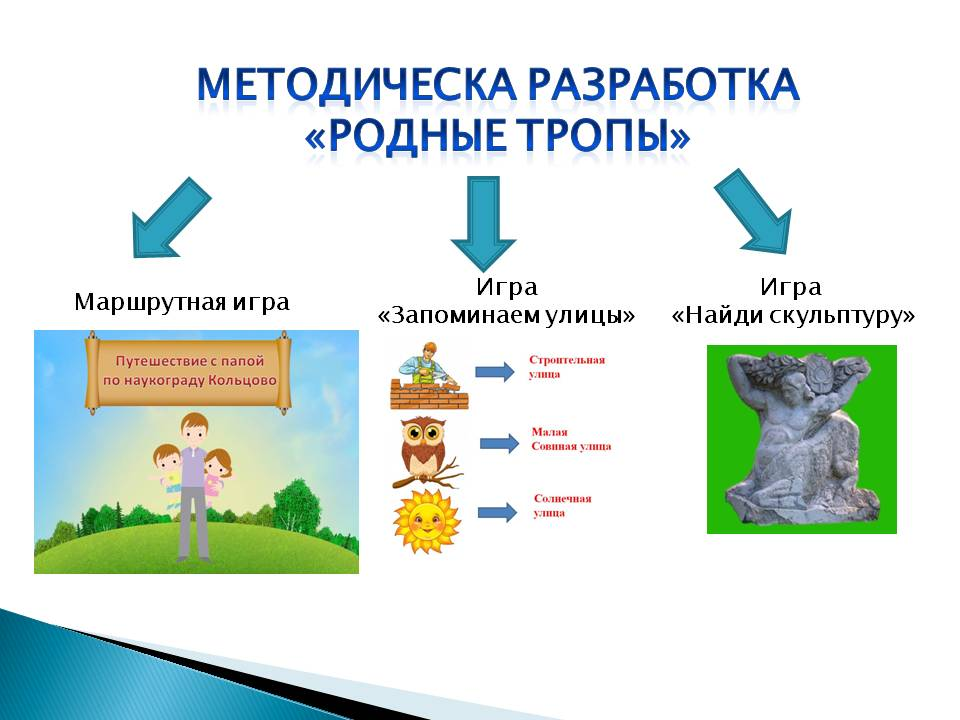 МЕТОДИЧЕСКА РАЗРАБОТКА
«РОДНЫЕ ТРОПЫ»
Маршрутная игра
Путешествие с папой
по наукограду Кольцово
Игра
«Запоминаем улицы»
Строительная
улица
Малая
Совиная улица
Солнечная
улица
Игра
«Найди скульптуру»